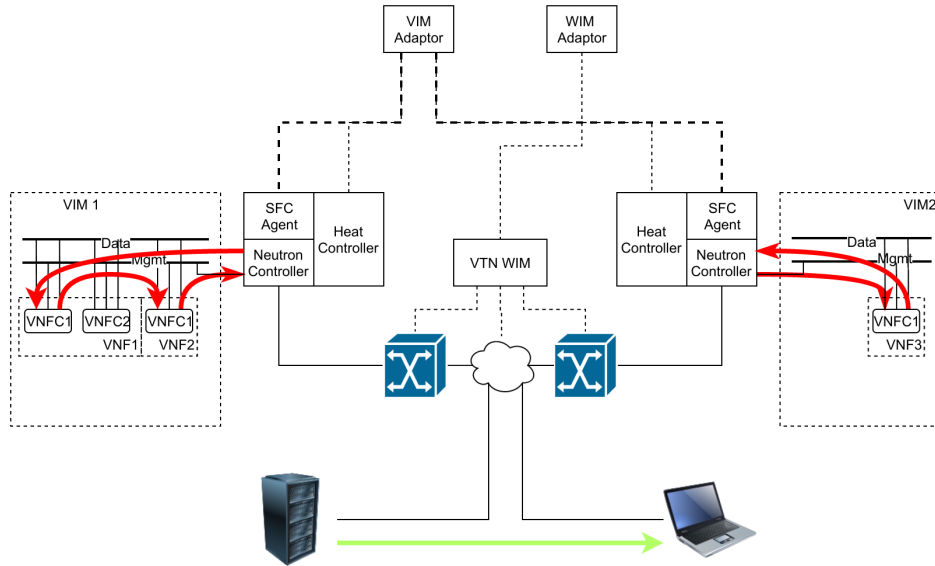 VIM
Adaptor
WIM
Adaptor
VIM 1
SFC
Agent
Heat
Controller
Neutron
Controller
Data
Mgmt
VNFC1
VNFC2
VNFC1
VNF1
VNF2
VTN WIM
Heat
Controller
SFC
Agent
Neutron
Controller
VIM2
Data
Mgmt
VNFC1
VNF3